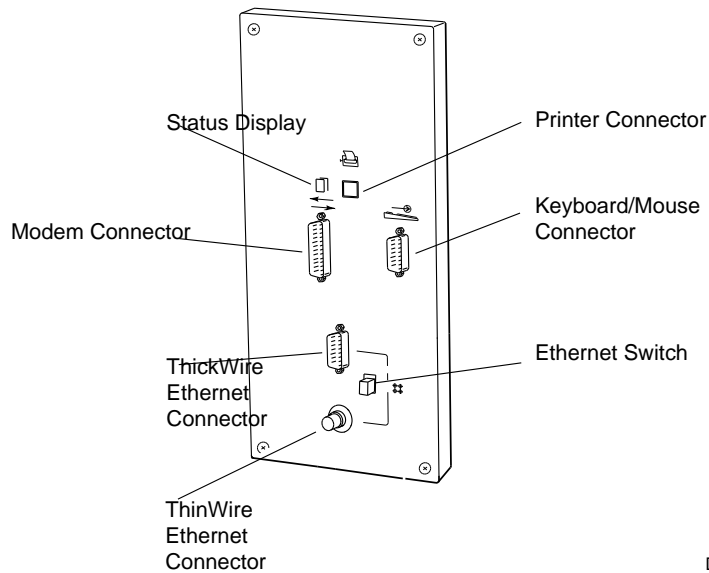 Status Display
Printer Connector
Modem Connector
Keyboard/Mouse
Connector
ThickWire
Ethernet
Connector
Ethernet Switch
ThinWire
Ethernet
Connector